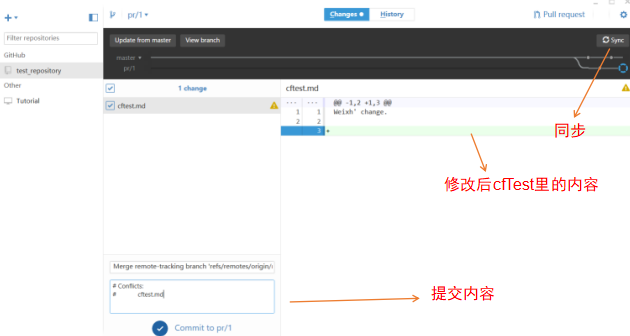 pr/1
Changes
History
Pull request
Filter repositories
GitHub
test_repository
Other
Tutorial
Update from master
View branch
Sync
master
pr/1
1 change
cftest.md
cftest.md
@@ -1,2 +1,3 @@
1 1 Weixh' change.
2 2
3 +
同步
修改后cfTest里的内容
Merge remote-tracking branch 'refs/remotes/origin/
# Conflicts:
# cftest.md
提交内容
Commit to pr/1